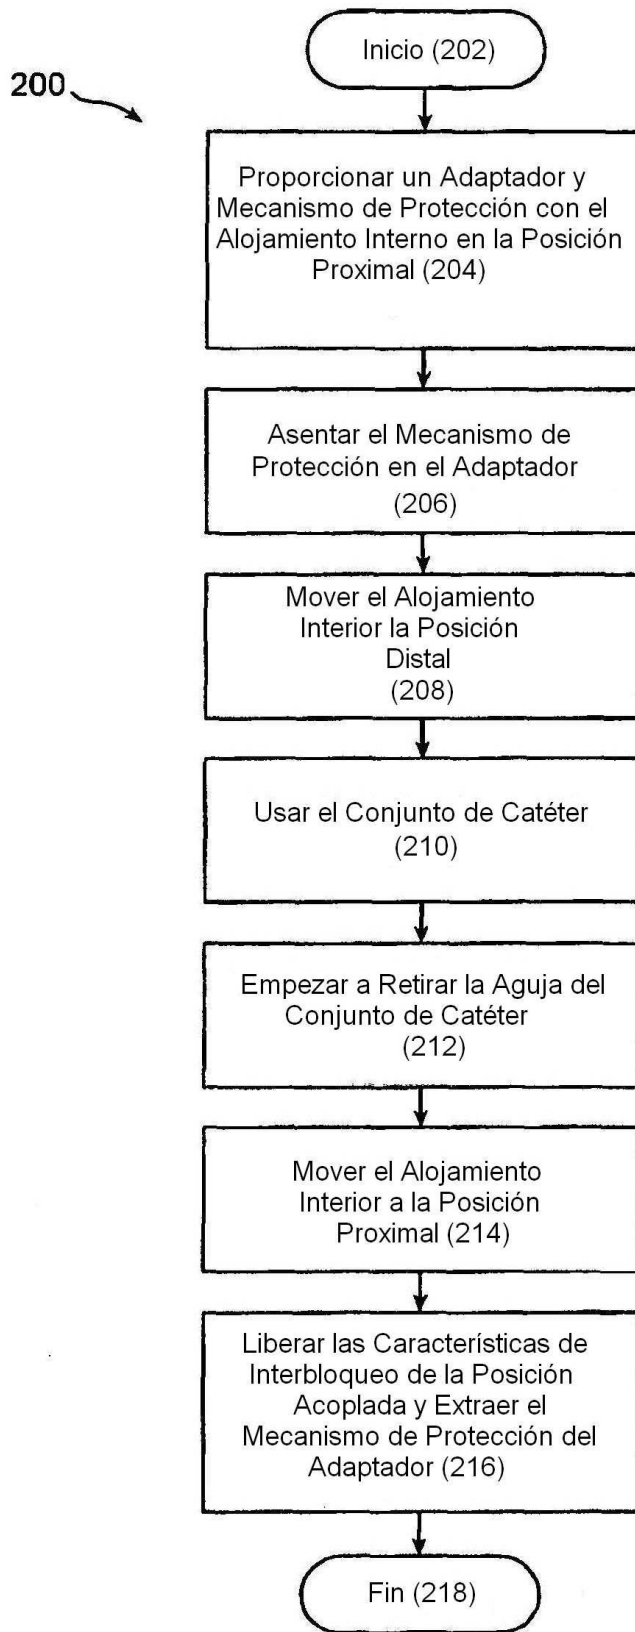 Inicio (202)
200
Proporcionar un Adaptador y
Mecanismo de Protección con el
Alojamiento Interno en la Posición
Proximal (204)
Asentar el Mecanismo de
Protección en el Adaptador
(206)
Mover el Alojamiento
Interior la Posición
Distal
(208)
Usar el Conjunto de Catéter
(210)
Empezar a Retirar la Aguja del
Conjunto de Catéter
(212)
Mover el Alojamiento
Interior a la Posición
Proximal (214)
Liberar las Características de
Interbloqueo de la Posición
Acoplada y Extraer el
Mecanismo de Protección del
Adaptador (216)
Fin (218)